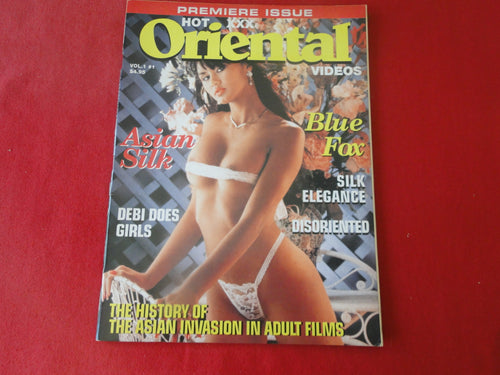 PREMIERE ISSUE
HOT XXX
Oriental
VIDEOS
VOL.1 #1
$4.95
Asian
Silk
Blue
Fox
SILK
ELEGANCE
DEBI DOES
GIRLS
DISORIENTED
THE HISTORY OF
THE ASIAN INVASION IN ADULT FILMS